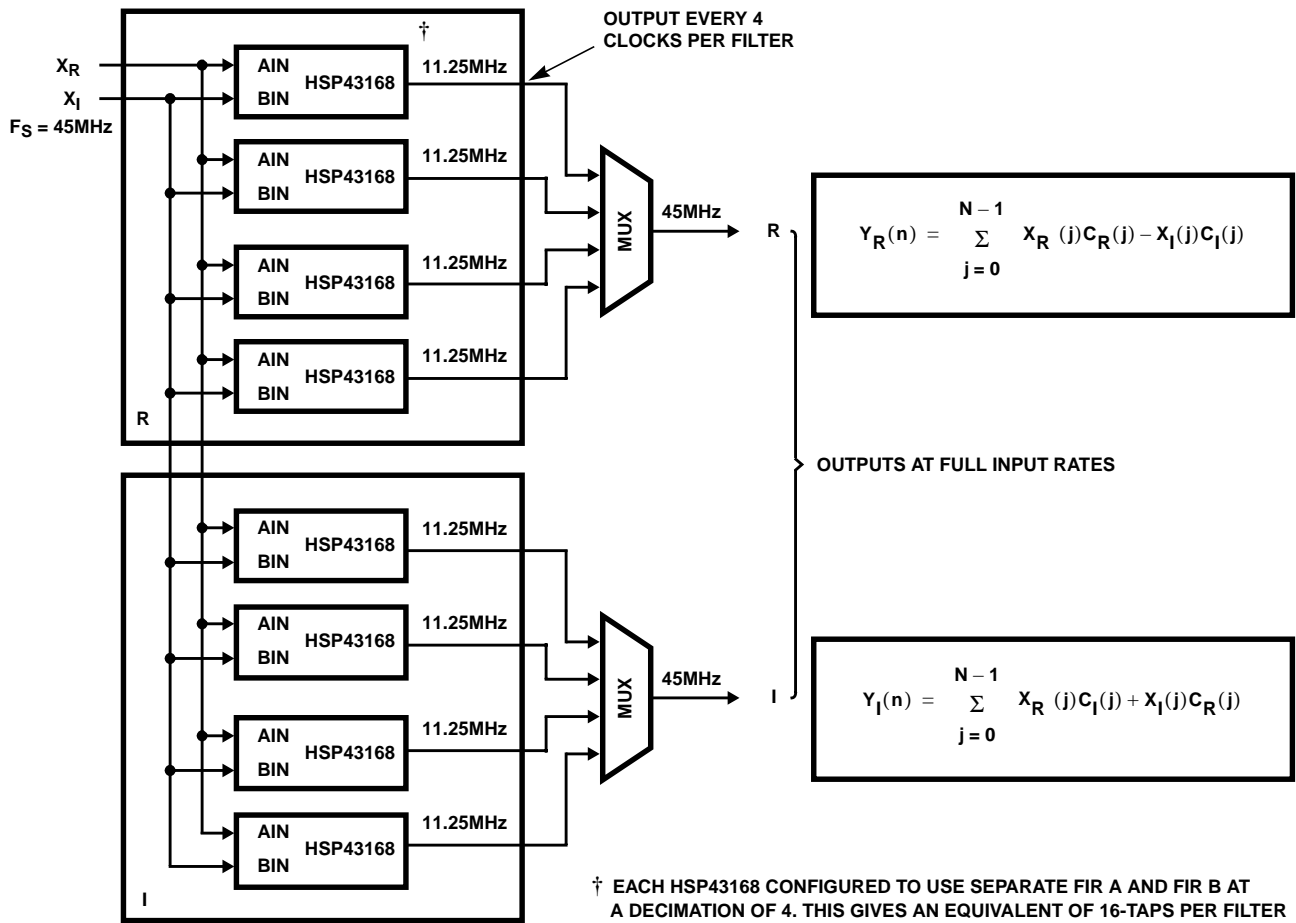 OUTPUT EVERY 4
CLOCKS PER FILTER
†
X_R
X_I
F_S = 45MHz
AIN
BIN
HSP43168
11.25MHz
AIN
BIN
HSP43168
11.25MHz
AIN
BIN
HSP43168
11.25MHz
AIN
BIN
HSP43168
11.25MHz
R
MUX
45MHz
R
Y_R(n) = N – 1 Σ j = 0 X_R (j)C_R(j) – X_I(j)C_I(j)
OUTPUTS AT FULL INPUT RATES
AIN
BIN
HSP43168
11.25MHz
AIN
BIN
HSP43168
11.25MHz
AIN
BIN
HSP43168
11.25MHz
AIN
BIN
HSP43168
11.25MHz
I
MUX
45MHz
I
Y_I(n) = N – 1 Σ j = 0 X_R (j)C_I(j) + X_I(j)C_R(j)
† EACH HSP43168 CONFIGURED TO USE SEPARATE FIR A AND FIR B AT
A DECIMATION OF 4. THIS GIVES AN EQUIVALENT OF 16-TAPS PER FILTER